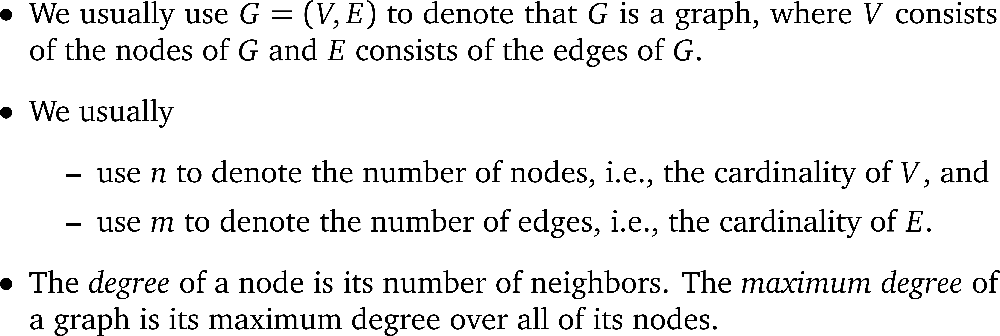 • We usually use G = (V, E) to denote that G is a graph, where V consists
of the nodes of G and E consists of the edges of G.
• We usually
– use n to denote the number of nodes, i.e., the cardinality of V, and
– use m to denote the number of edges, i.e., the cardinality of E.
• The degree of a node is its number of neighbors. The maximum degree of
a graph is its maximum degree over all of its nodes.